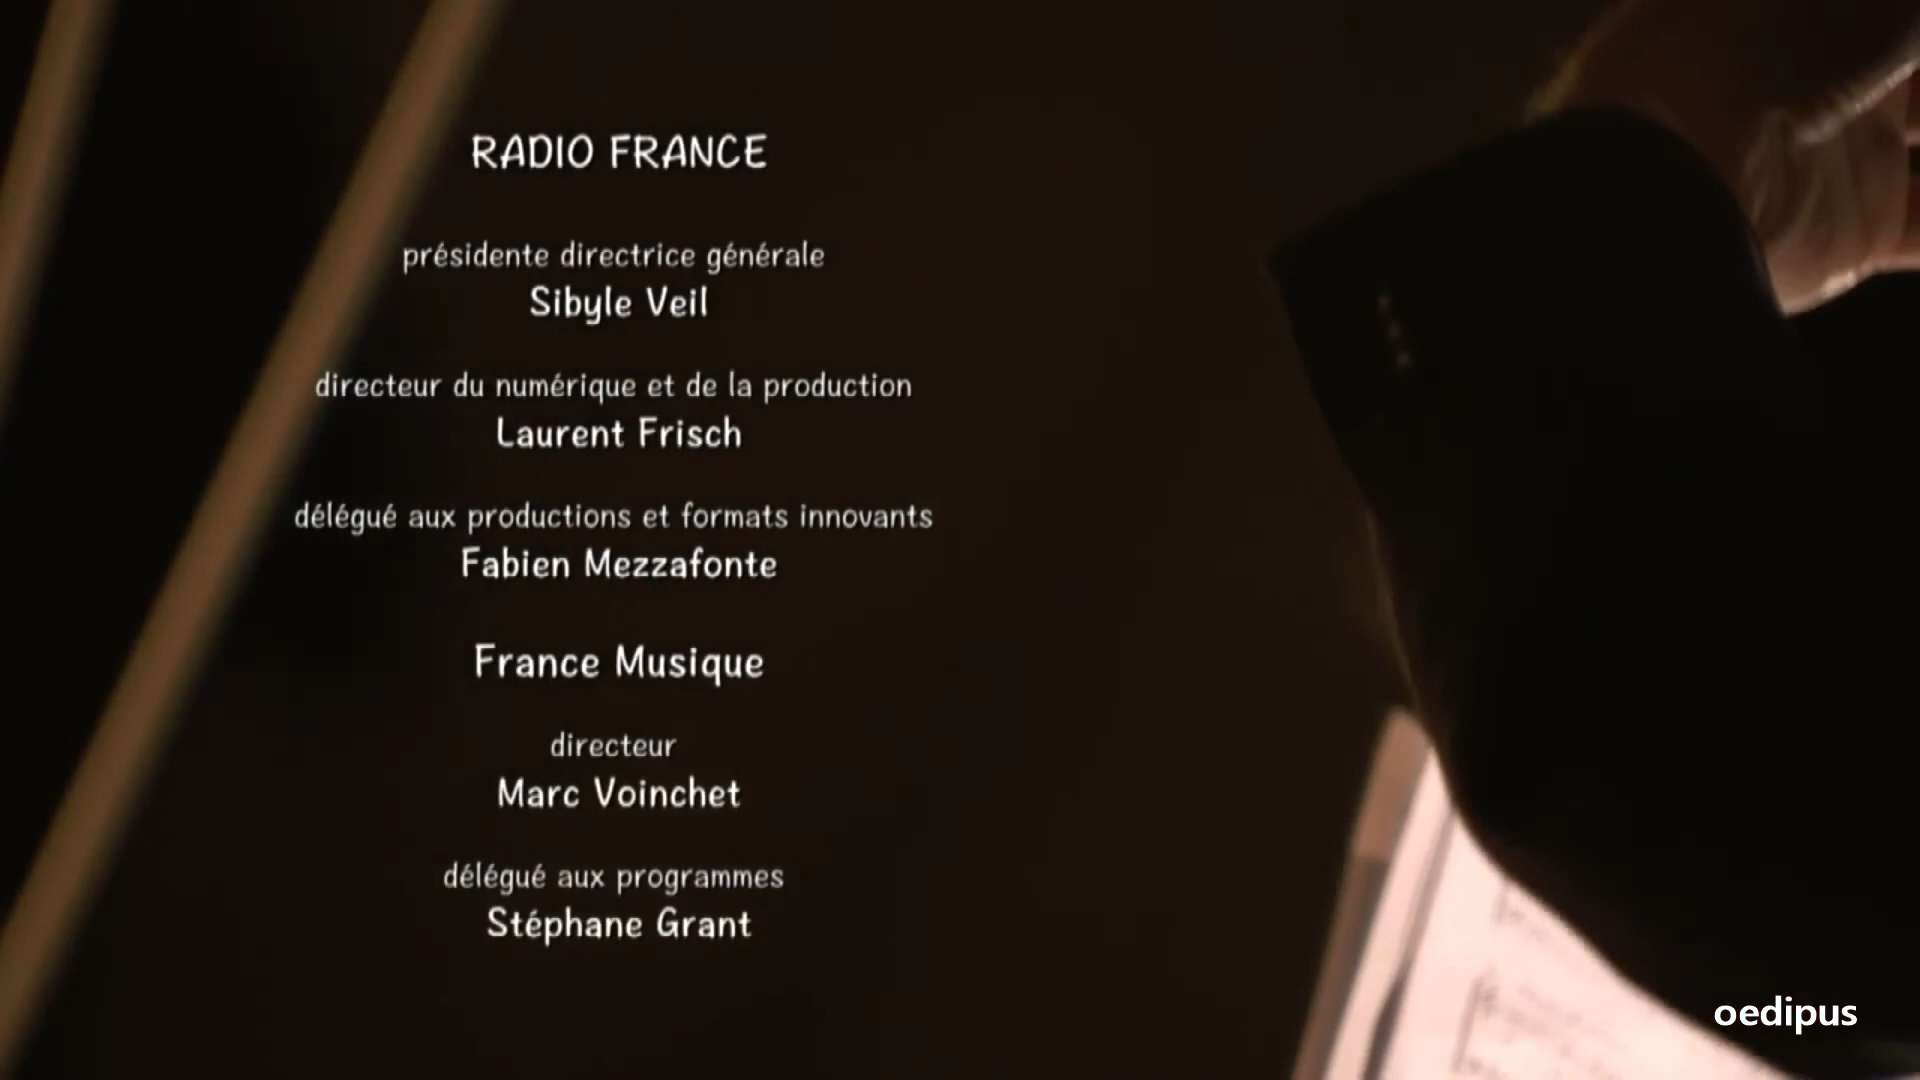 RADIO FRANCE
présidente directrice générale
Sibyle Veil
directeur du numérique et de la production
Laurent Frisch
délégué aux productions et formats innovants
Fabien Mezzafonte
France Musique
directeur
Marc Voinchet
délégué aux programmes
Stéphane Grant
oedipus